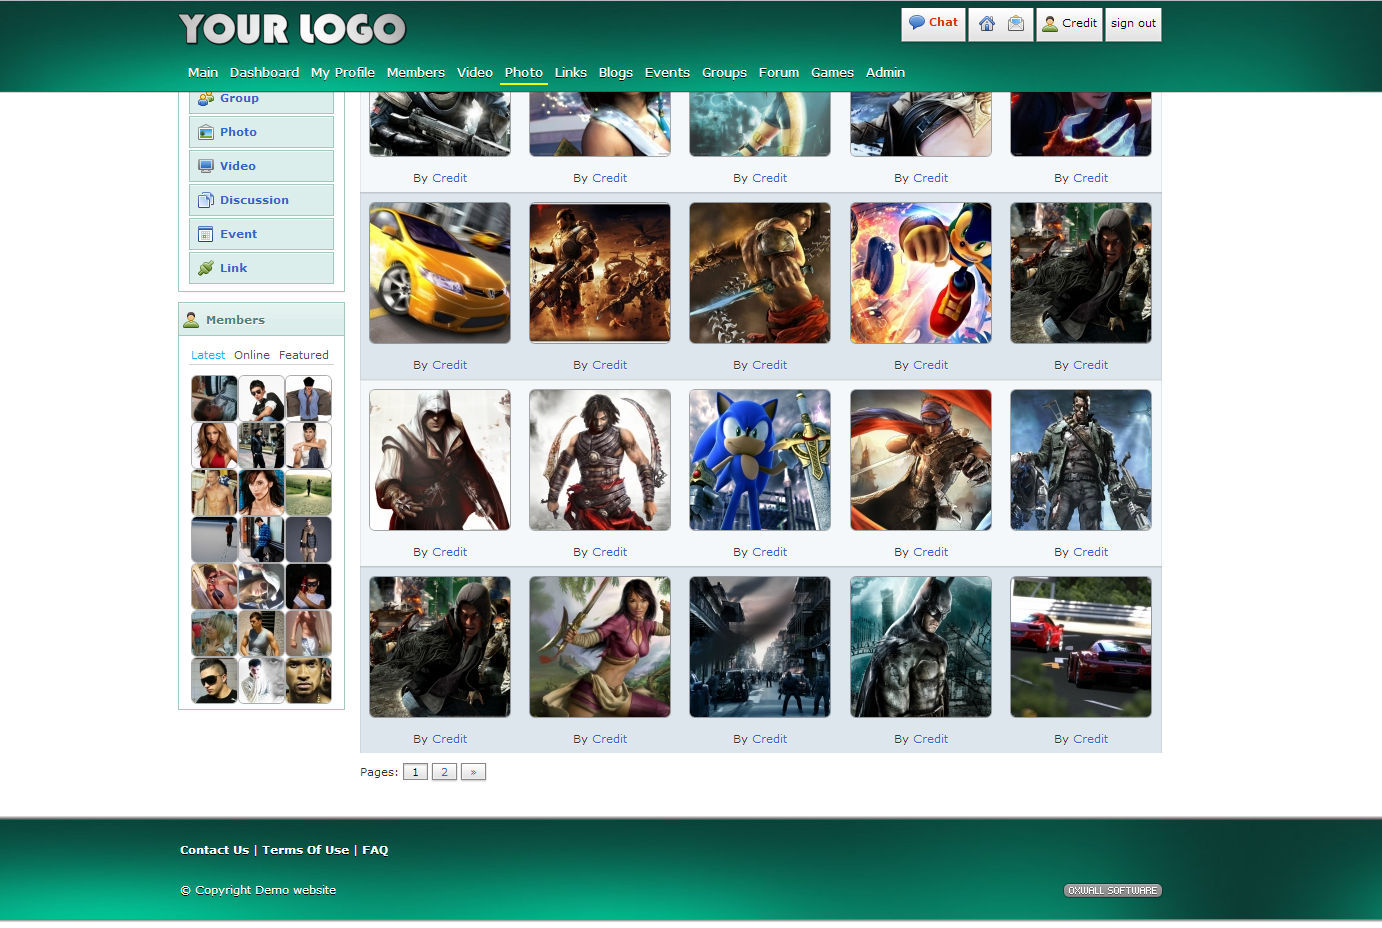 YOUR LOGO
Chat
Credit
sign out
Main Dashboard My Profile Members Video Photo Links Blogs Events Groups Forum Games Admin
Group
Photo
Video
Discussion
Event
Link
Members
Latest Online Featured
By Credit By Credit By Credit By Credit By Credit
By Credit By Credit By Credit By Credit By Credit
By Credit By Credit By Credit By Credit By Credit
By Credit By Credit By Credit By Credit By Credit
Pages: 1 2 »
Contact Us | Terms Of Use | FAQ
© Copyright Demo website
OXWALL SOFTWARE